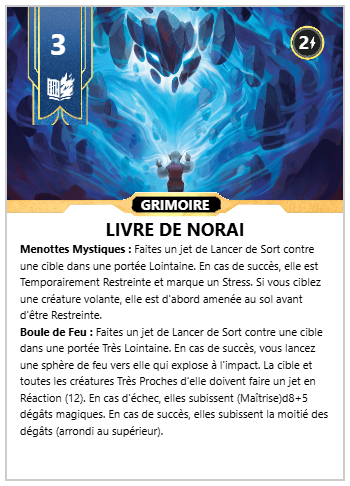 3
2
GRIMOIRE
LIVRE DE NORAI
Menottes Mystiques : Faites un jet de Lancer de Sort contre
une cible dans une portée Lointaine. En cas de succès, elle est
Temporairement Restreinte et marque un Stress. Si vous ciblez
une créature volante, elle est d'abord amenée au sol avant
d'être Restreinte.
Boule de Feu : Faites un jet de Lancer de Sort contre une cible
dans une portée Très Lointaine. En cas de succès, vous lancez
une sphère de feu vers elle qui explose à l'impact. La cible et
toutes les créatures Très Proches d'elle doivent faire un jet en
Réaction (12). En cas d'échec, elles subissent (Maîtrise)d8+5
dégâts magiques. En cas de succès, elles subissent la moitié des
dégâts (arrondi au supérieur).